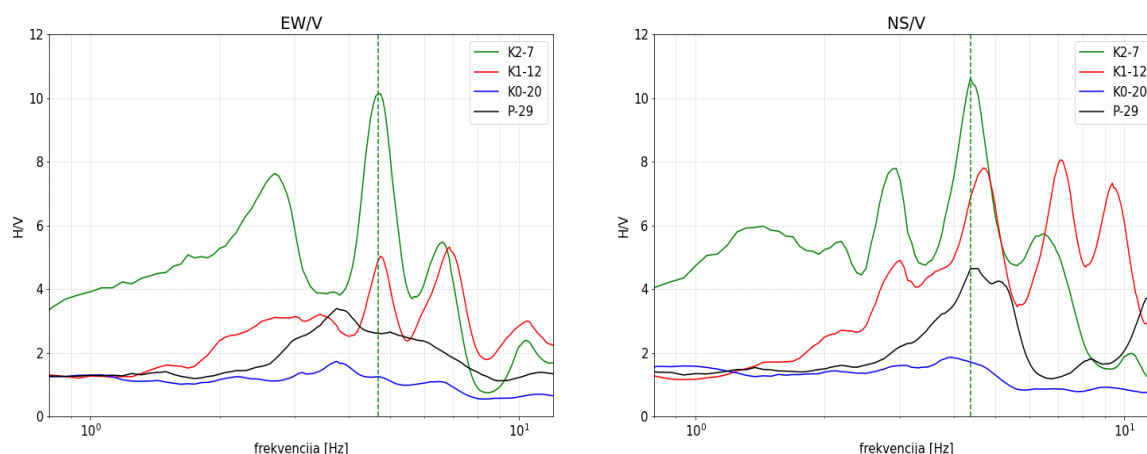 EW/V
12
10
8
6
4
2
0
H/V
10⁰
10¹
frekvencija [Hz]
K2-7
K1-12
K0-20
P-29
NS/V
12
10
8
6
4
2
0
H/V
10⁰
10¹
frekvencija [Hz]
K2-7
K1-12
K0-20
P-29